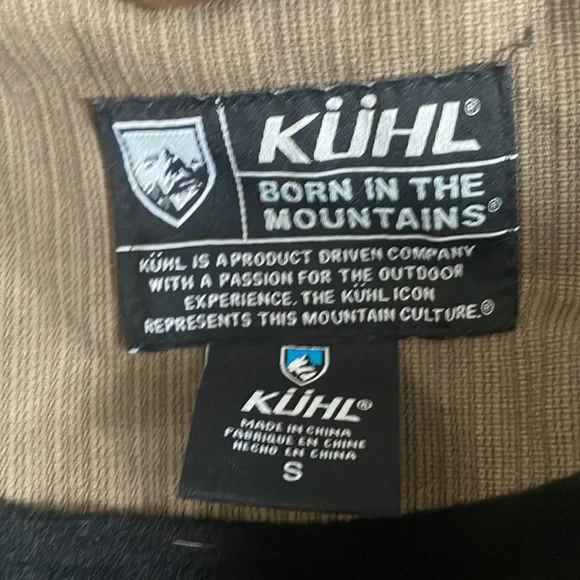 KÜHL®
BORN IN THE
MOUNTAINS®
KÜHL IS A PRODUCT DRIVEN COMPANY
WITH A PASSION FOR THE OUTDOOR
EXPERIENCE. THE KÜHL ICON
REPRESENTS THIS MOUNTAIN CULTURE.®
KÜHL®
MADE IN CHINA
FABRIQUE EN CHINE
HECHO EN CHINA
S